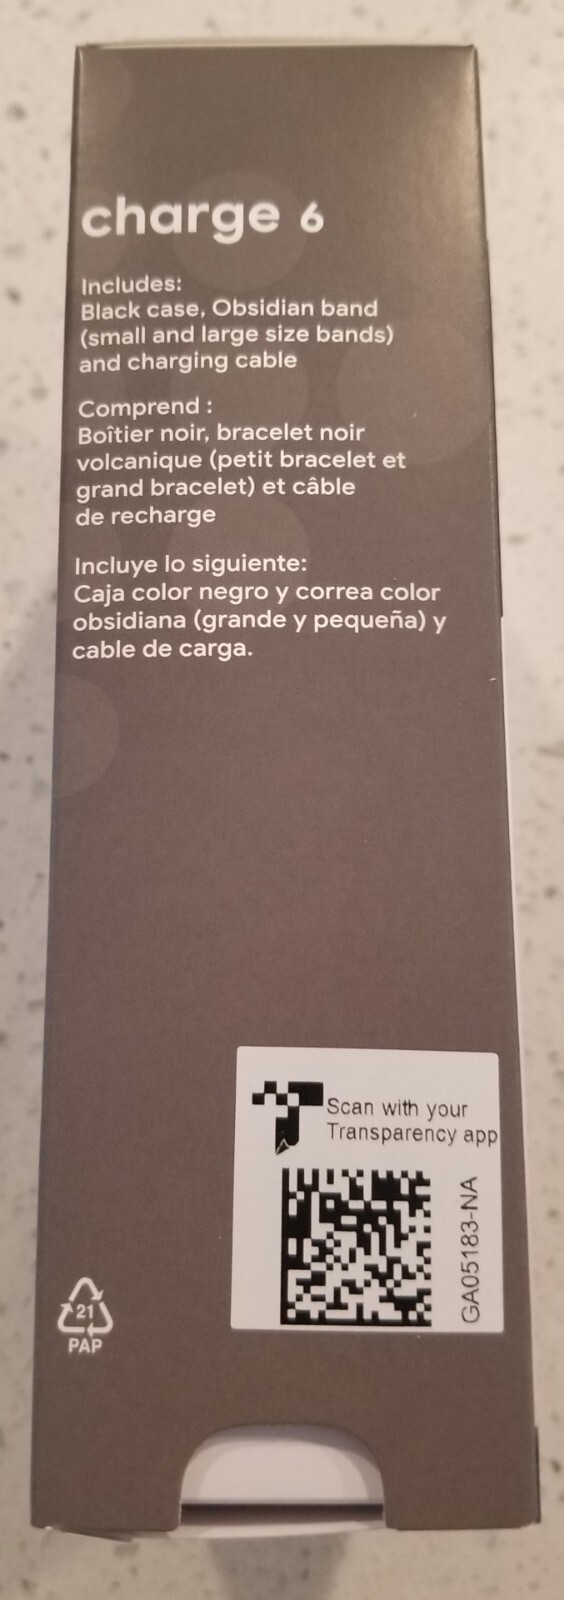 charge 6
Includes:
Black case, Obsidian band
(small and large size bands)
and charging cable
Comprend :
Boîtier noir, bracelet noir
volcanique (petit bracelet et
grand bracelet) et câble
de recharge
Incluye lo siguiente:
Caja color negro y correa color
obsidiana (grande y pequeña) y
cable de carga.
Scan with your
Transparency app
GA05183-NA
21
PAP